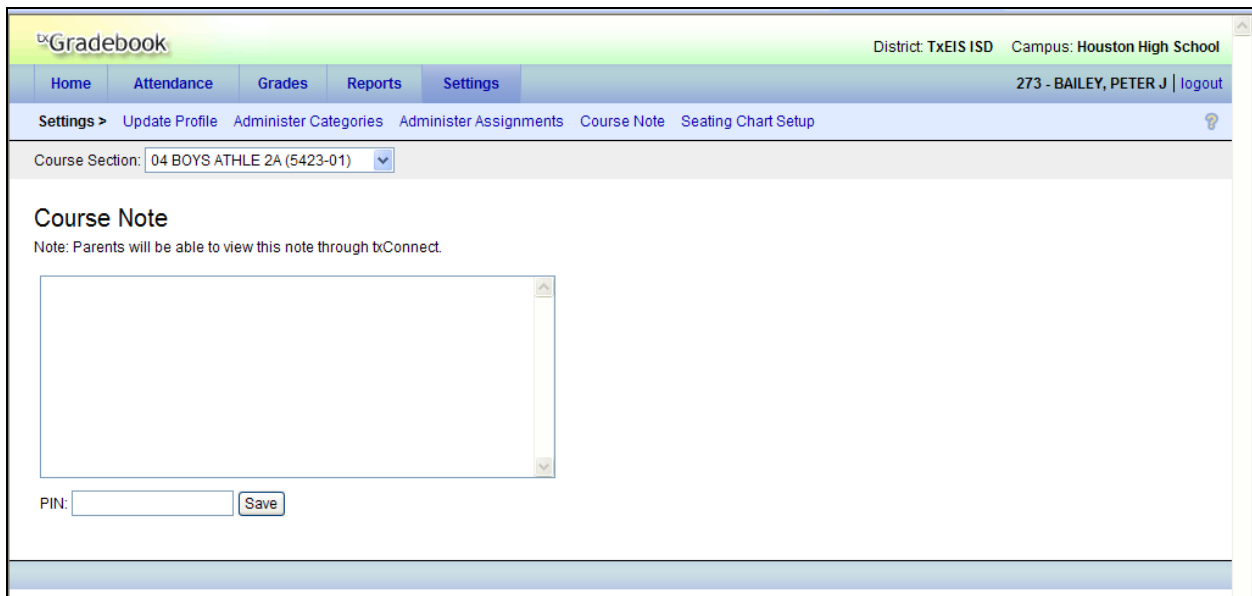 txGradebook
District: TxEIS ISD Campus: Houston High School
Home Attendance Grades Reports Settings 273 - BAILEY, PETER J | logout
Settings > Update Profile Administer Categories Administer Assignments Course Note Seating Chart Setup ?
Course Section: 04 BOYS ATHLE 2A (5423-01)
Course Note
Note: Parents will be able to view this note through txConnect.
PIN: Save